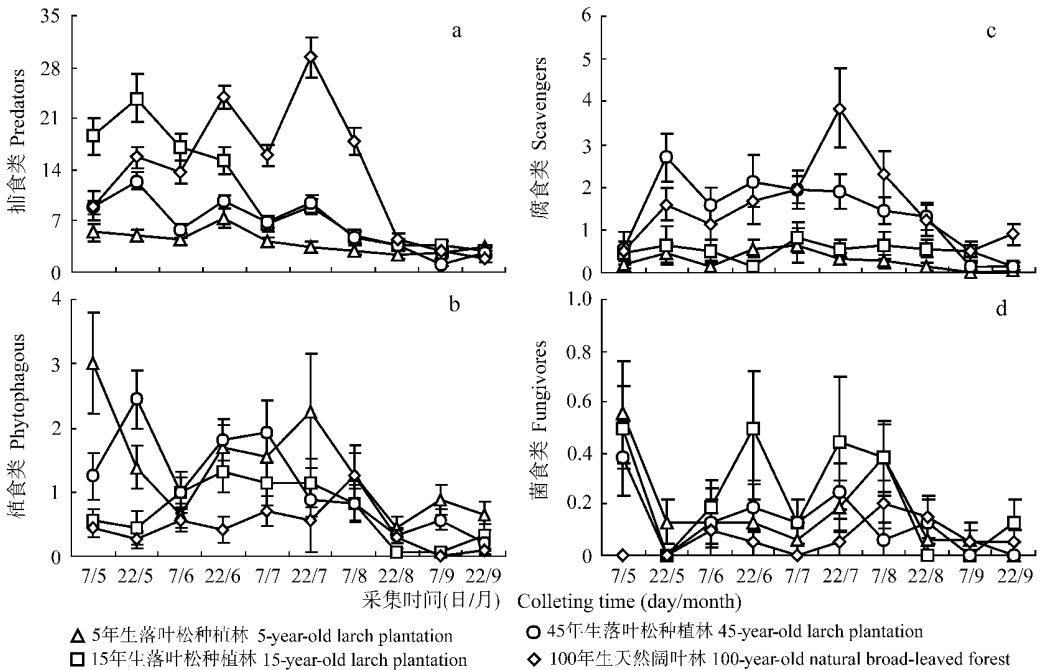 a
捕食类 Predators
35
28
21
14
7
0
c
腐食类 Scavengers
6
5
4
3
2
1
0
b
植食类 Phytophagous
4
3
2
1
0
7/5 22/5 7/6 22/6 7/7 22/7 7/8 22/8 7/9 22/9
d
菌食类 Fungivores
1.0
0.8
0.6
0.4
0.2
0
7/5 22/5 7/6 22/6 7/7 22/7 7/8 22/8 7/9 22/9
采集时间(日/月) Colleting time (day/month)
5年生落叶松种植林 5-year-old larch plantation
45年生落叶松种植林 45-year-old larch plantation
15年生落叶松种植林 15-year-old larch plantation
100年生天然阔叶林 100-year-old natural broad-leaved forest